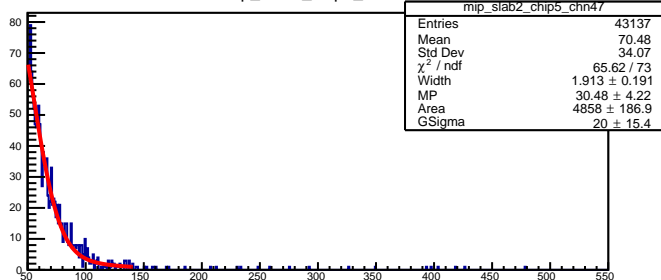 mip_slab2_chip5_chn47
Entries 43137
Mean 70.48
Std Dev 34.07
χ² / ndf 65.62 / 73
Width 1.913 ± 0.191
MP 30.48 ± 4.22
Area 4858 ± 186.9
GSigma 20 ± 15.4
80
70
60
50
40
30
20
10
0
50 100 150 200 250 300 350 400 450 500 550